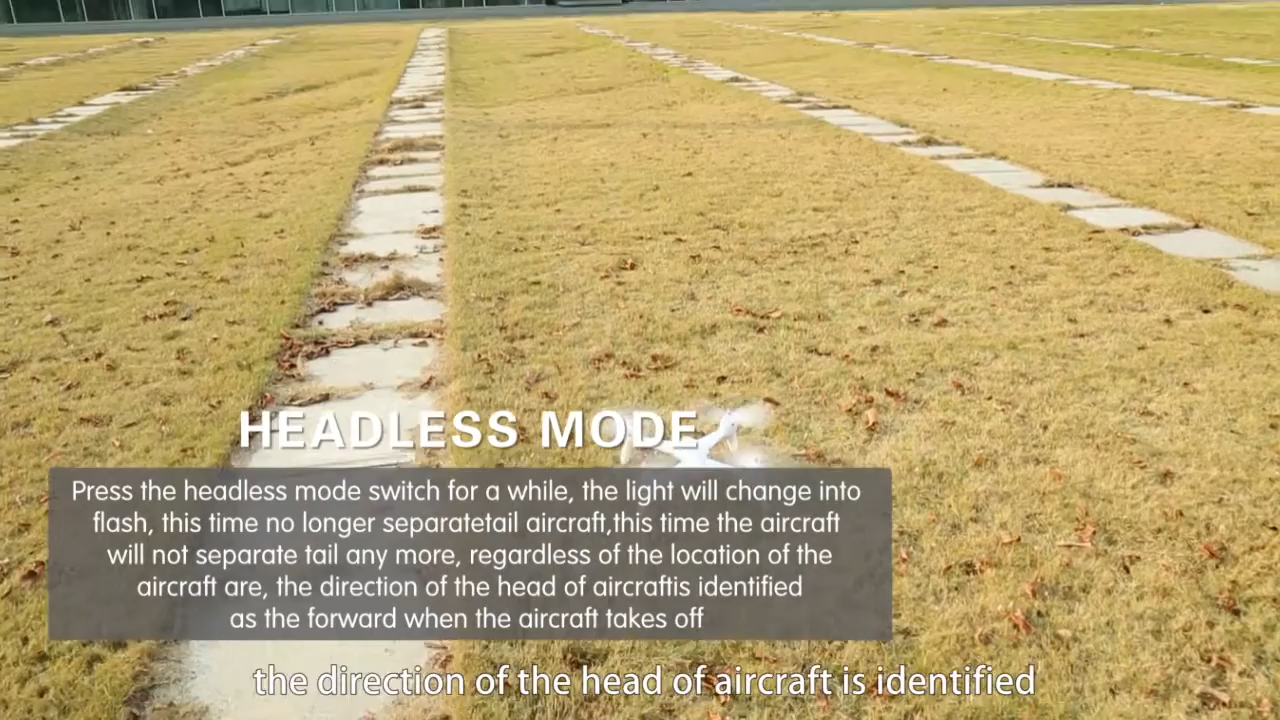 HEADLESS MODE
Press the headless mode switch for a while, the light will change into
flash, this time no longer separatetail aircraft,this time the aircraft
will not separate tail any more, regardless of the location of the
aircraft are, the direction of the head of aircraftis identified
as the forward when the aircraft takes off
the direction of the head of aircraft is identified